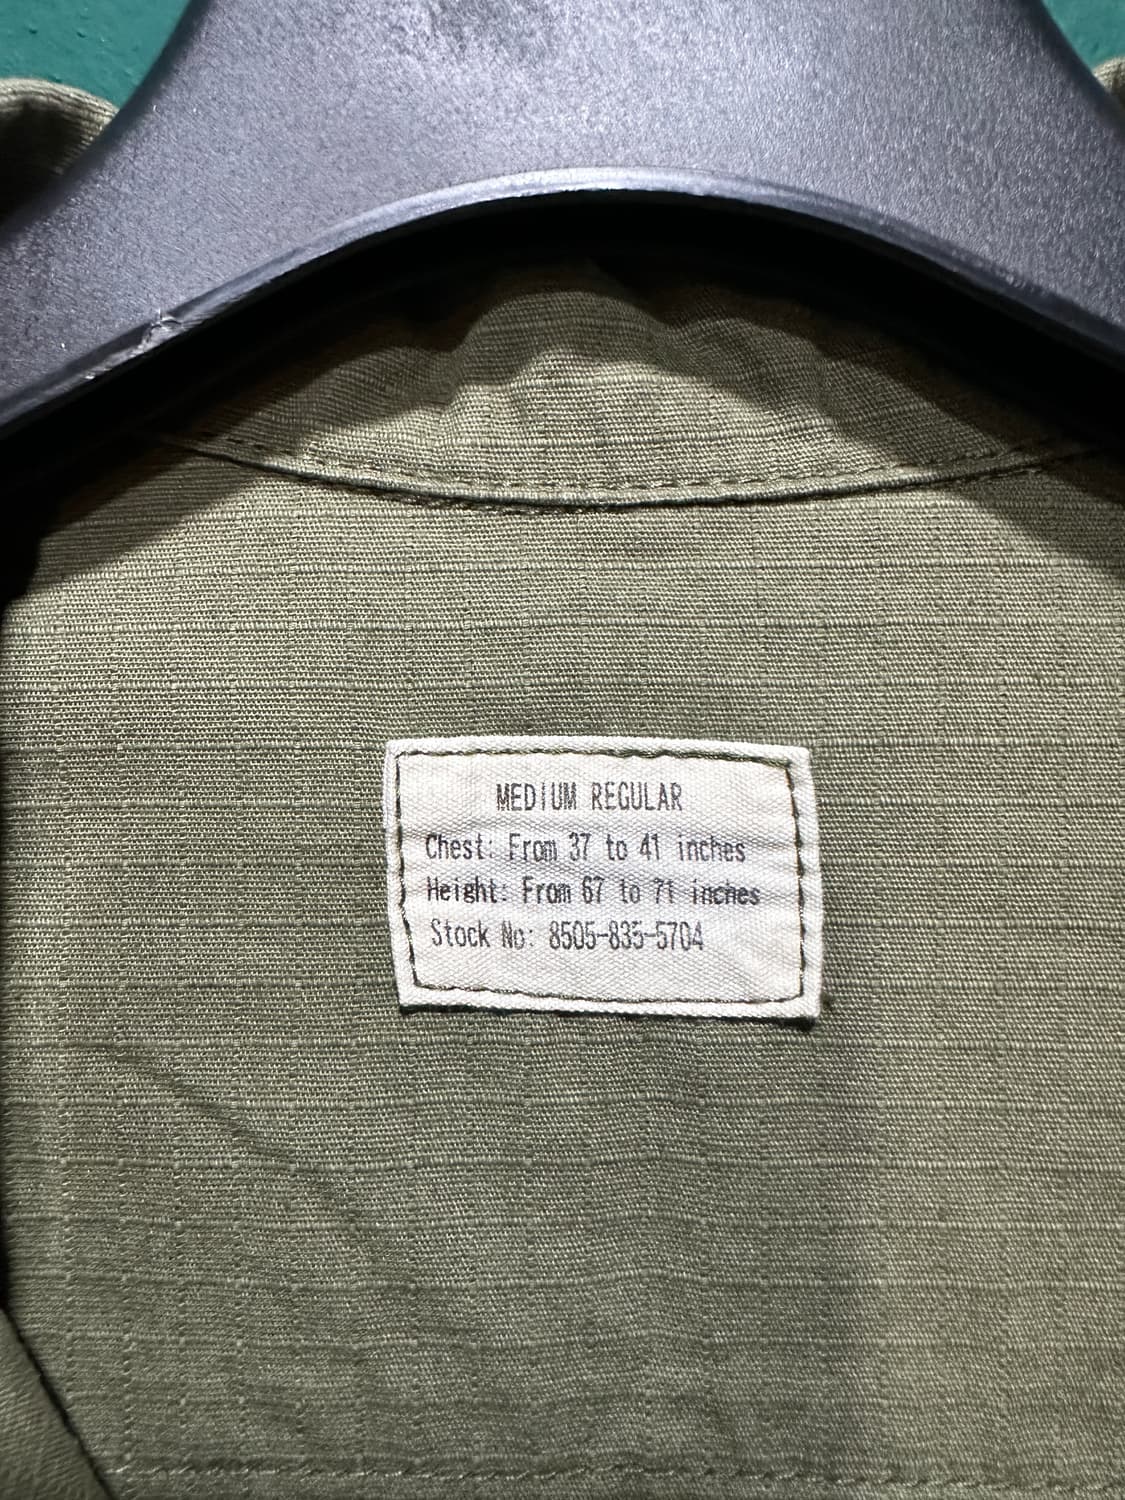 MEDIUM REGULAR
Chest: From 37 to 41 inches
Height: From 67 to 71 inches
Stock No: 8505-835-5704